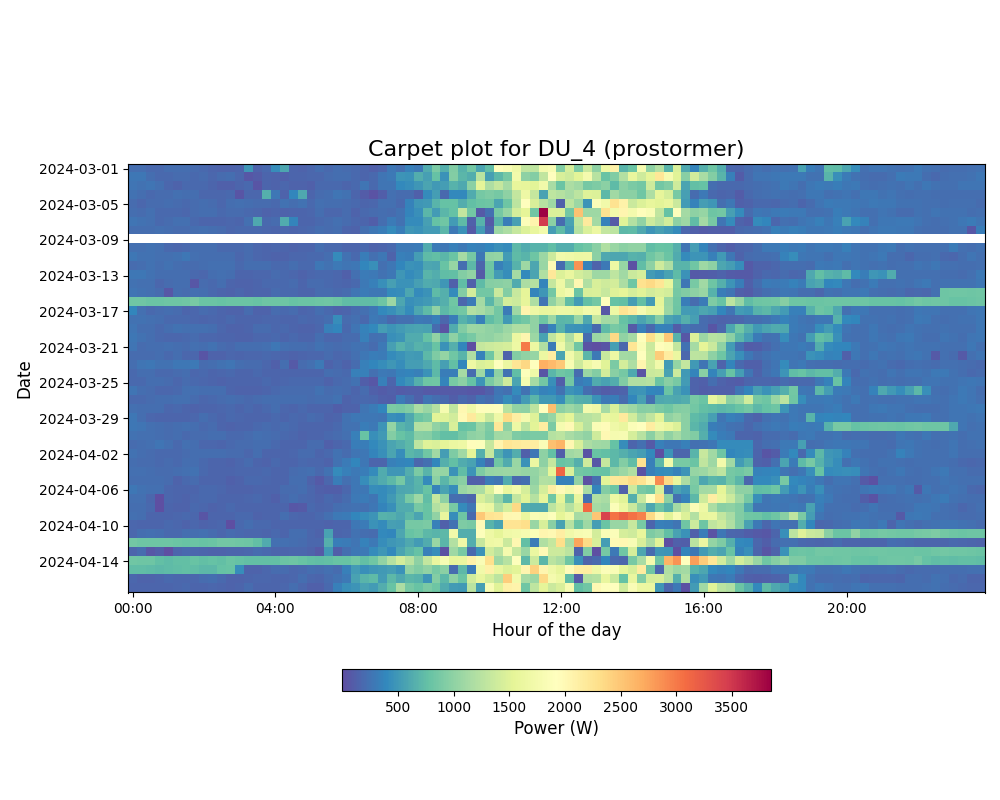 Carpet plot for DU_4 (prostormer)
2024-03-01
2024-03-05
2024-03-09
2024-03-13
2024-03-17
2024-03-21
2024-03-25
2024-03-29
2024-04-02
2024-04-06
2024-04-10
2024-04-14
Date
00:00 04:00 08:00 12:00 16:00 20:00
Hour of the day
500 1000 1500 2000 2500 3000 3500
Power (W)